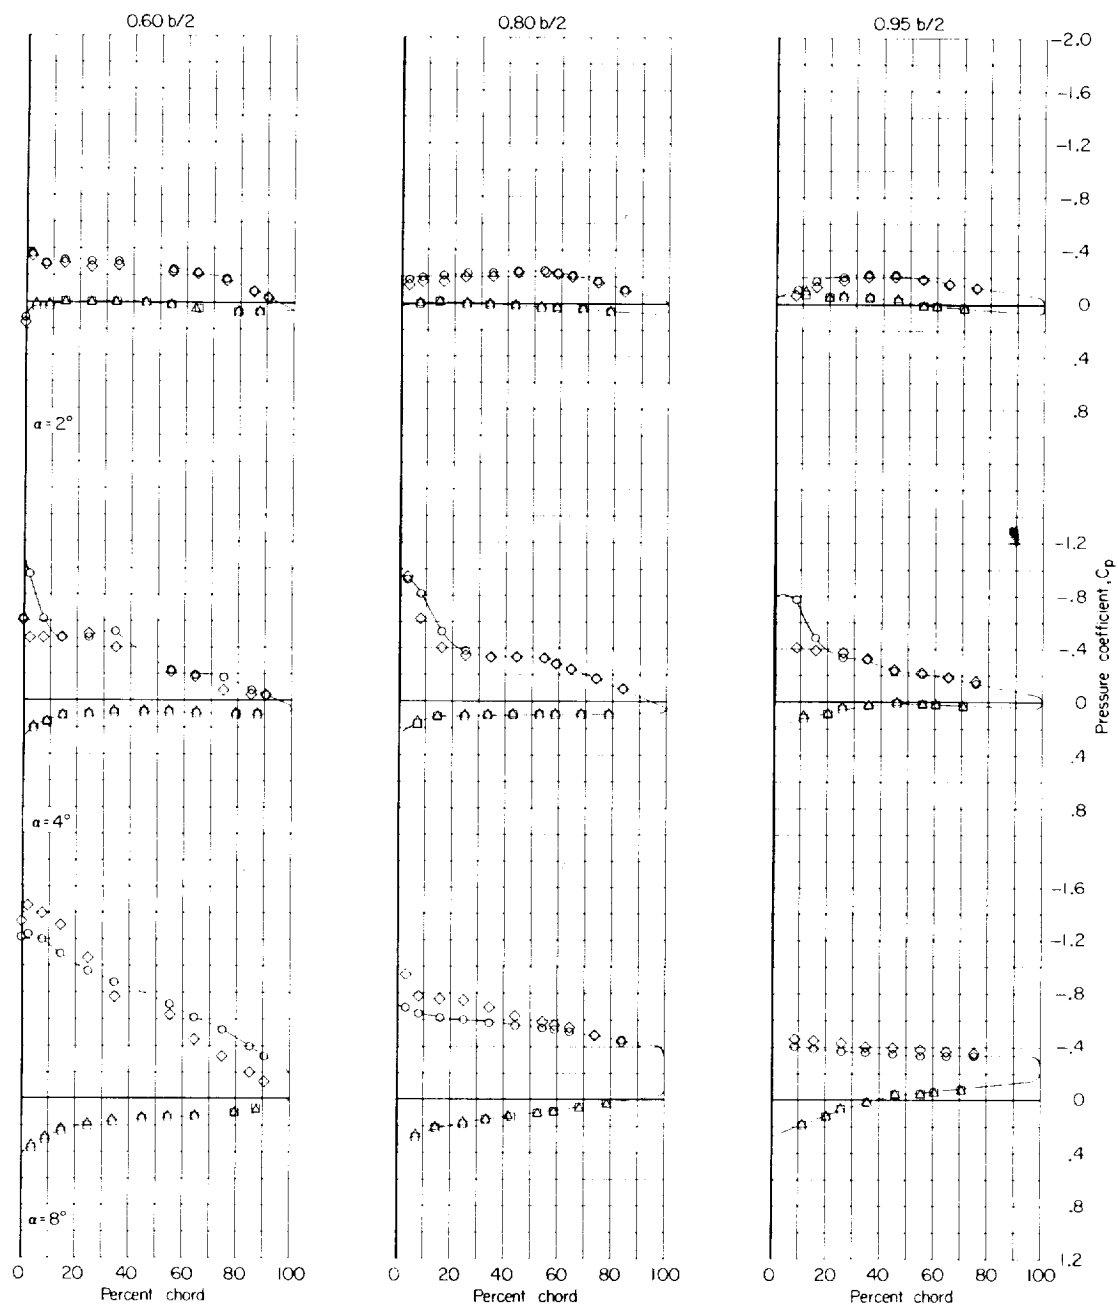 0.60 b/2
0.80 b/2
0.95 b/2
-2.0
-1.6
-1.2
-.8
-.4
0
.4
.8
α=2°
-1.2
-.8
-.4
0
.4
.8
α=4°
-1.6
-1.2
-.8
-.4
0
.4
.8
1.2
α=8°
Pressure coefficient, Cp
0 20 40 60 80 100
0 20 40 60 80 100
0 20 40 60 80 100
Percent chord
Percent chord
Percent chord